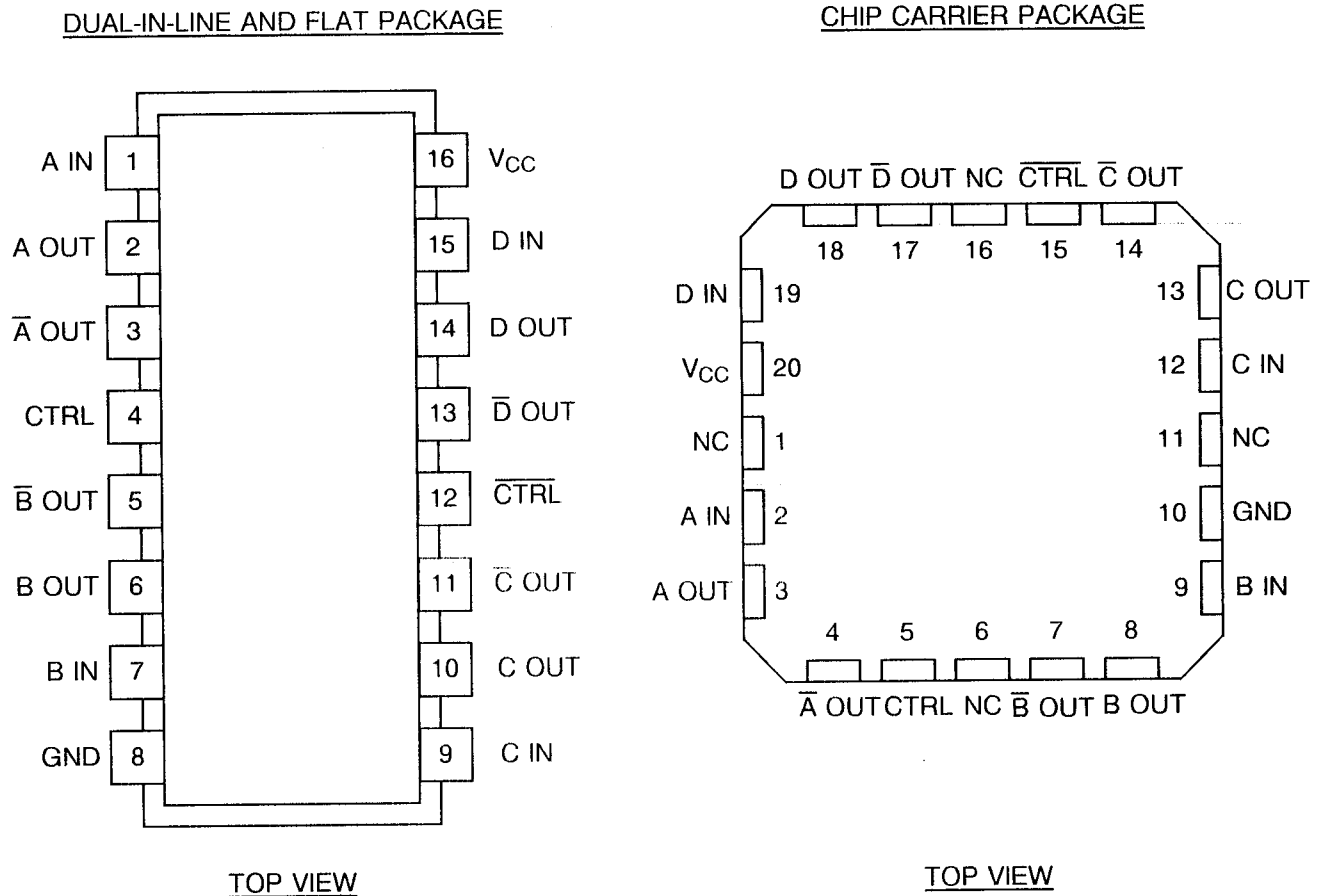 DUAL-IN-LINE AND FLAT PACKAGE
A IN 1
A OUT 2
A̅ OUT 3
CTRL 4
B̅ OUT 5
B OUT 6
B IN 7
GND 8
16 VCC
15 D IN
14 D OUT
13 D̅ OUT
12 C̅T̅R̅L̅
11 C̅ OUT
10 C OUT
9 C IN
TOP VIEW
CHIP CARRIER PACKAGE
D OUT D̅ OUT NC C̅T̅R̅L̅ C̅ OUT
18 17 16 15 14
D IN 19
VCC 20
NC 1
A IN 2
A OUT 3
13 C OUT
12 C IN
11 NC
10 GND
9 B IN
4 5 6 7 8
A̅ OUT CTRL NC B̅ OUT B OUT
TOP VIEW